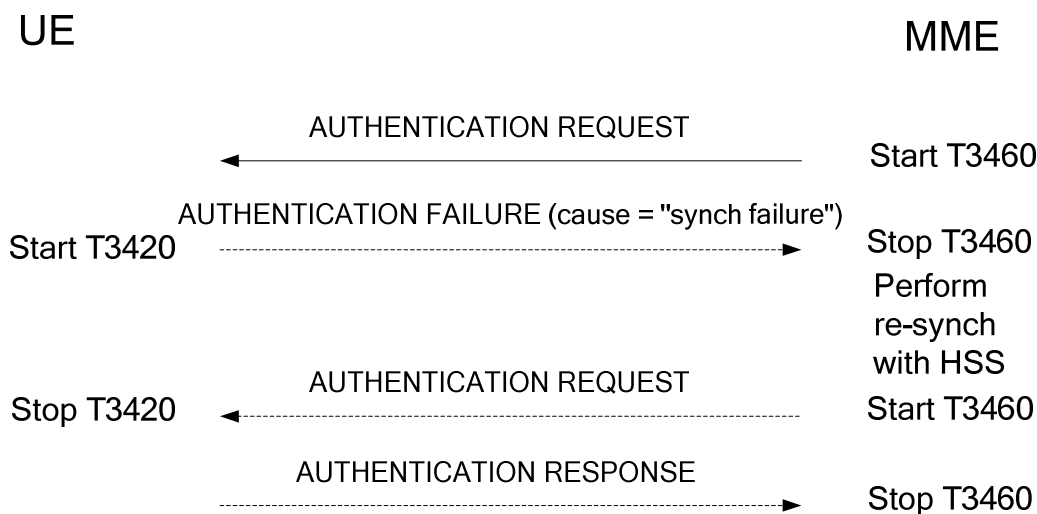 UE
MME
AUTHENTICATION REQUEST
Start T3460
AUTHENTICATION FAILURE (cause = "synch failure")
Start T3420
Stop T3460
Perform
re-synch
with HSS
AUTHENTICATION REQUEST
Stop T3420
Start T3460
AUTHENTICATION RESPONSE
Stop T3460